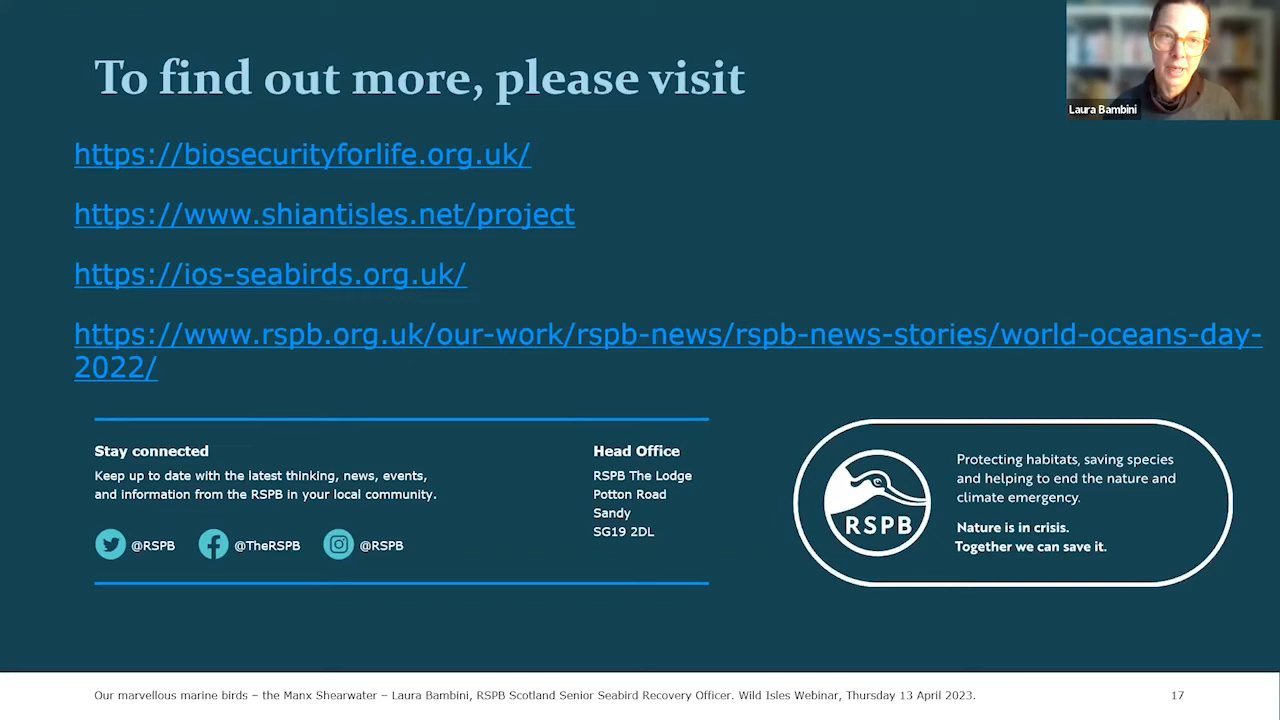 To find out more, please visit
Laura Bambini
https://biosecurityforlife.org.uk/
https://www.shiantisles.net/project
https://ios-seabirds.org.uk/
https://www.rspb.org.uk/our-work/rspb-news/rspb-news-stories/world-oceans-day-
2022/
Stay connected
Keep up to date with the latest thinking, news, events,
and information from the RSPB in your local community.
@RSPB
@TheRSPB
@RSPB
Head Office
RSPB The Lodge
Potton Road
Sandy
SG19 2DL
RSPB
Protecting habitats, saving species
and helping to end the nature and
climate emergency.
Nature is in crisis.
Together we can save it.
Our marvellous marine birds – the Manx Shearwater – Laura Bambini, RSPB Scotland Senior Seabird Recovery Officer. Wild Isles Webinar, Thursday 13 April 2023.
17